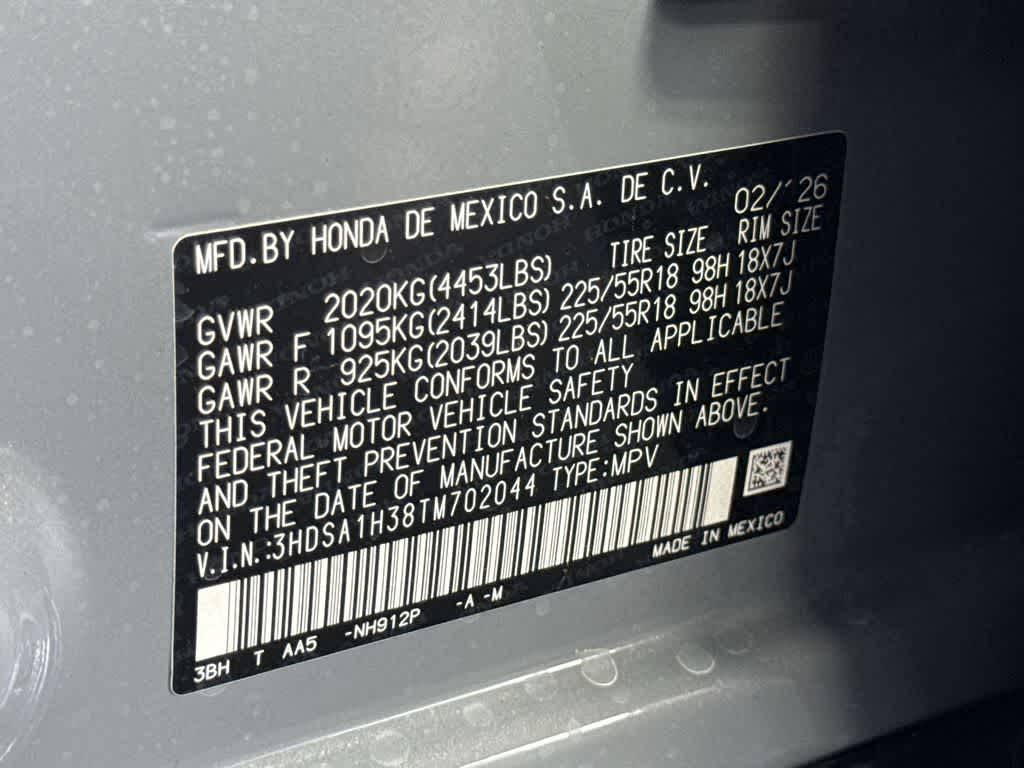 MFD.BY HONDA DE MEXICO S.A. DE C.V. 02/'26
TIRE SIZE RIM SIZE
GVWR 2020KG(4453LBS)
GAWR F 1095KG(2414LBS) 225/55R18 98H 18X7J
GAWR R 925KG(2039LBS) 225/55R18 98H 18X7J
THIS VEHICLE CONFORMS TO ALL APPLICABLE
FEDERAL MOTOR VEHICLE SAFETY
AND THEFT PREVENTION STANDARDS IN EFFECT
ON THE DATE OF MANUFACTURE SHOWN ABOVE.
V.I.N.:3HDSA1H38TM702044 TYPE:MPV
MADE IN MEXICO
3BH T AA5 -NH912P -A -M